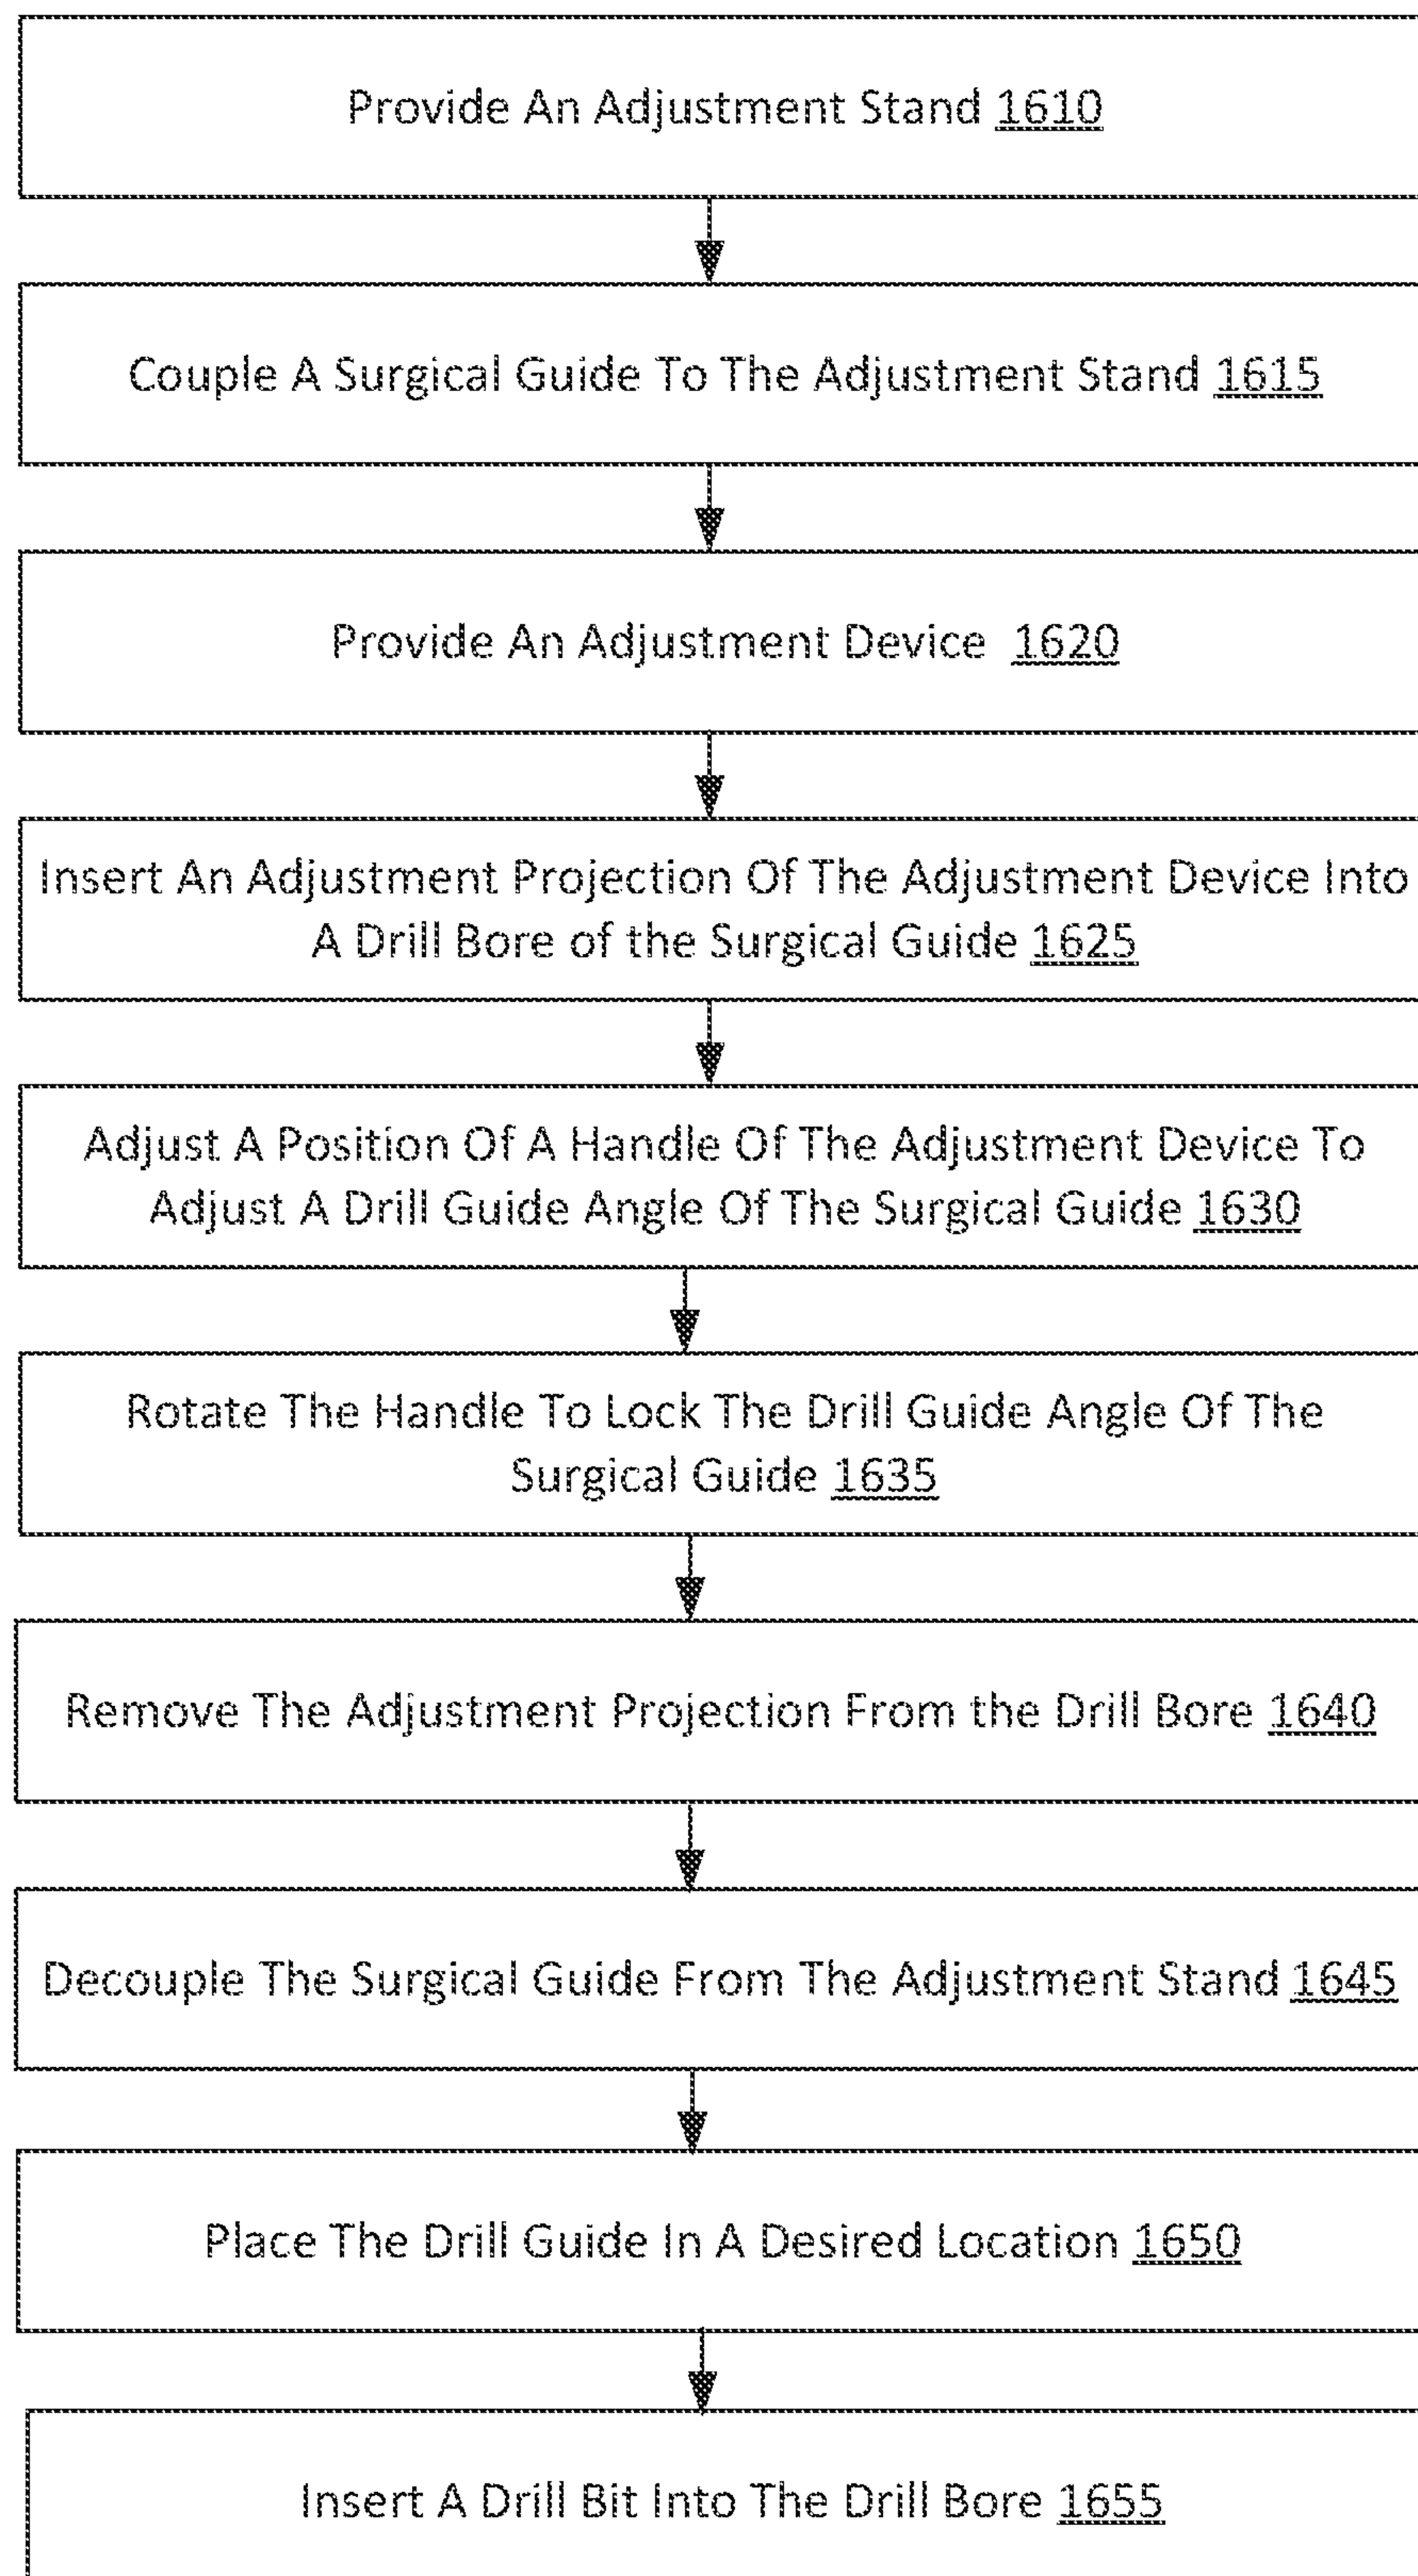 Provide An Adjustment Stand 1610
Couple A Surgical Guide To The Adjustment Stand 1615
Provide An Adjustment Device 1620
Insert An Adjustment Projection Of The Adjustment Device Into
A Drill Bore of the Surgical Guide 1625
Adjust A Position Of A Handle Of The Adjustment Device To
Adjust A Drill Guide Angle Of The Surgical Guide 1630
Rotate The Handle To Lock The Drill Guide Angle Of The
Surgical Guide 1635
Remove The Adjustment Projection From the Drill Bore 1640
Decouple The Surgical Guide From The Adjustment Stand 1645
Place The Drill Guide In A Desired Location 1650
Insert A Drill Bit Into The Drill Bore 1655